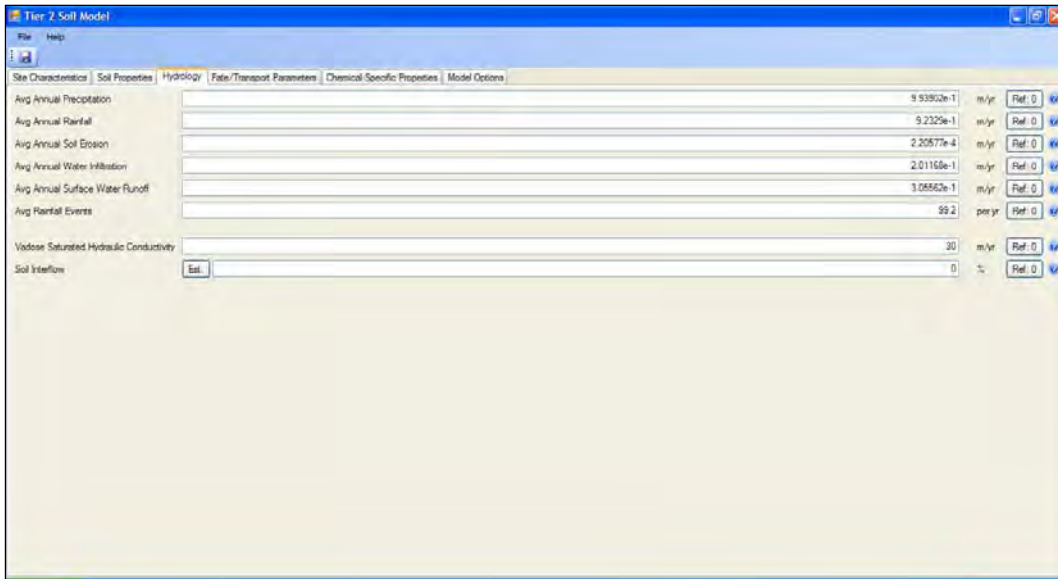 Tier 2 Soil Model
File Help
Site Characteristics Soil Properties Hydrology Fate/Transport Parameters Chemical-Specific Properties Model Options
Avg Annual Precipitation 9.93902e-1 m/yr Ref: 0 ?
Avg Annual Rainfall 9.2329e-1 m/yr Ref: 0 ?
Avg Annual Soil Erosion 2.20577e-4 m/yr Ref: 0 ?
Avg Annual Water Infiltration 2.01168e-1 m/yr Ref: 0 ?
Avg Annual Surface Water Runoff 3.05562e-1 m/yr Ref: 0 ?
Avg Rainfall Events 99.2 per yr Ref: 0 ?
Vadose Saturated Hydraulic Conductivity 30 m/yr Ref: 0 ?
Soil Interflow Est. 0 % Ref: 0 ?